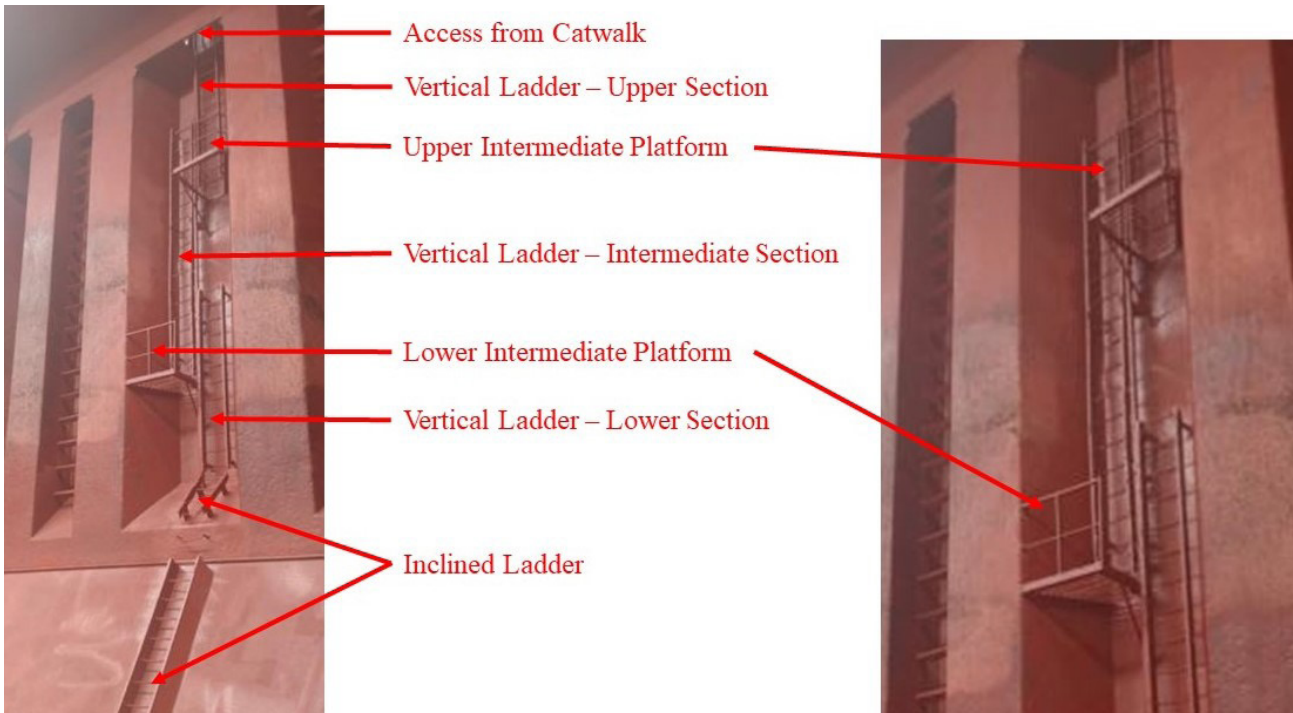 Access from Catwalk
Vertical Ladder – Upper Section
Upper Intermediate Platform
Vertical Ladder – Intermediate Section
Lower Intermediate Platform
Vertical Ladder – Lower Section
Inclined Ladder